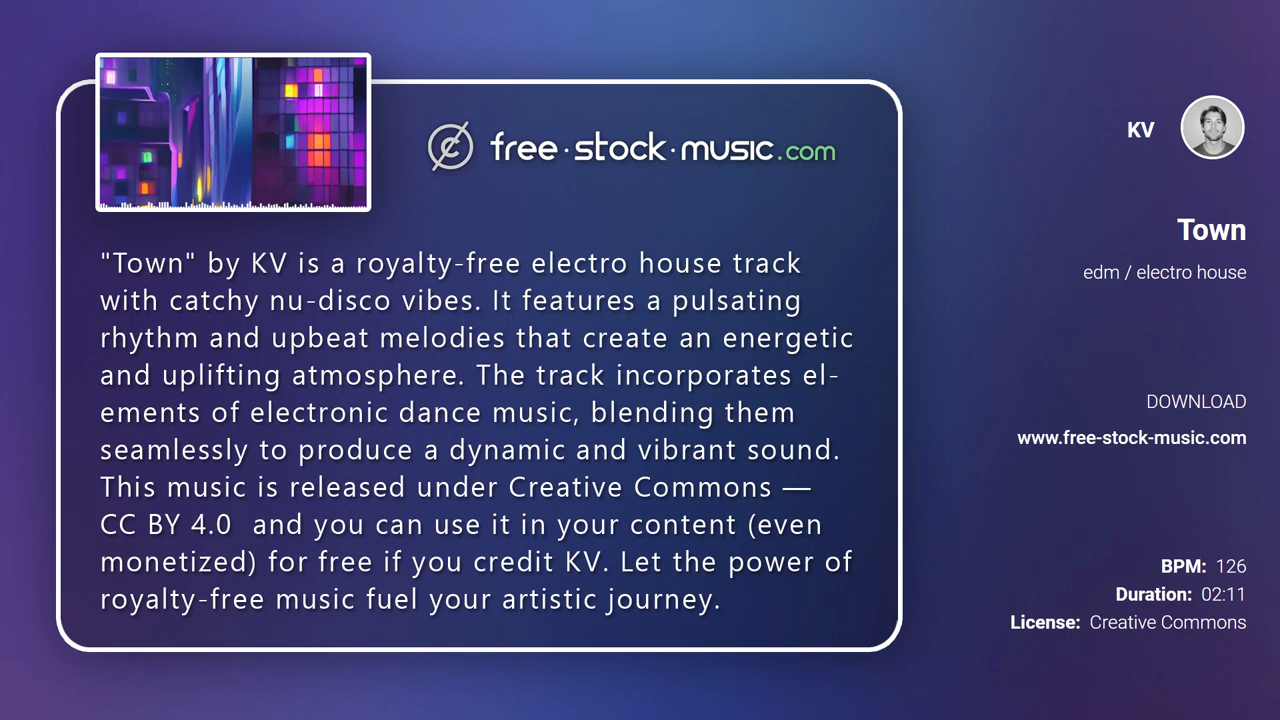 free·stock·music.com
"Town" by KV is a royalty-free electro house track
with catchy nu-disco vibes. It features a pulsating
rhythm and upbeat melodies that create an energetic
and uplifting atmosphere. The track incorporates el-
ements of electronic dance music, blending them
seamlessly to produce a dynamic and vibrant sound.
This music is released under Creative Commons —
CC BY 4.0  and you can use it in your content (even
monetized) for free if you credit KV. Let the power of
royalty-free music fuel your artistic journey.
KV
Town
edm / electro house
DOWNLOAD
www.free-stock-music.com
BPM: 126
Duration: 02:11
License: Creative Commons